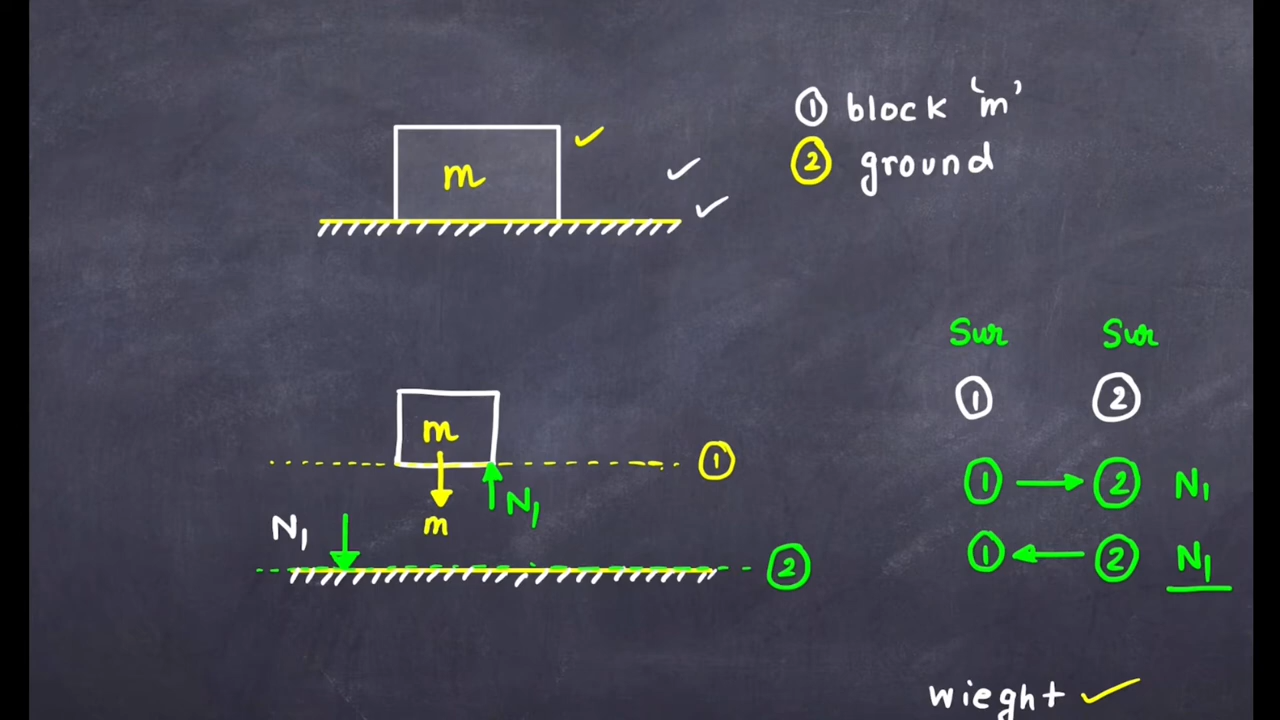 ① block 'm'
② ground
m
Sur Sur
① ②
m
①
① → ② N₁
N₁
m
N₁
① ← ② N₁
②
wieght ✓